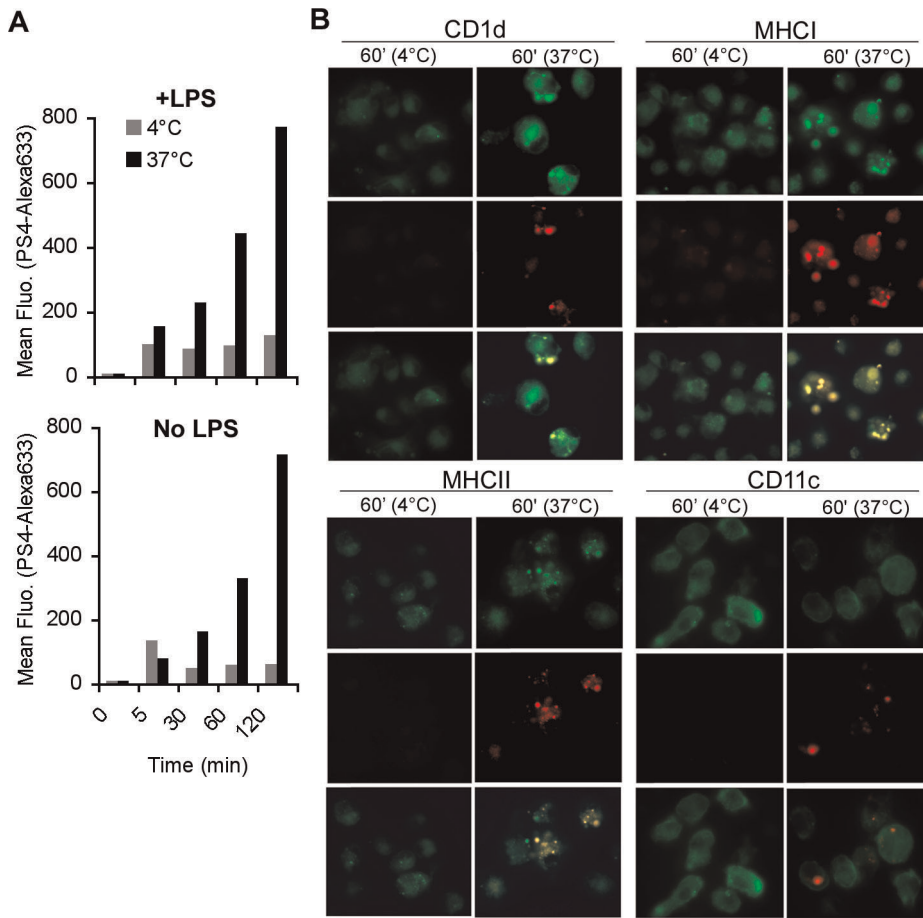 A
+LPS
4°C
37°C
Mean Fluo. (PS4-Alexa633)
800
600
400
200
0
No LPS
Mean Fluo. (PS4-Alexa633)
800
600
400
200
0
0
5
30
60
120
Time (min)
B
CD1d
60' (4°C)
60' (37°C)
MHCI
60' (4°C)
60' (37°C)
MHCII
60' (4°C)
60' (37°C)
CD11c
60' (4°C)
60' (37°C)